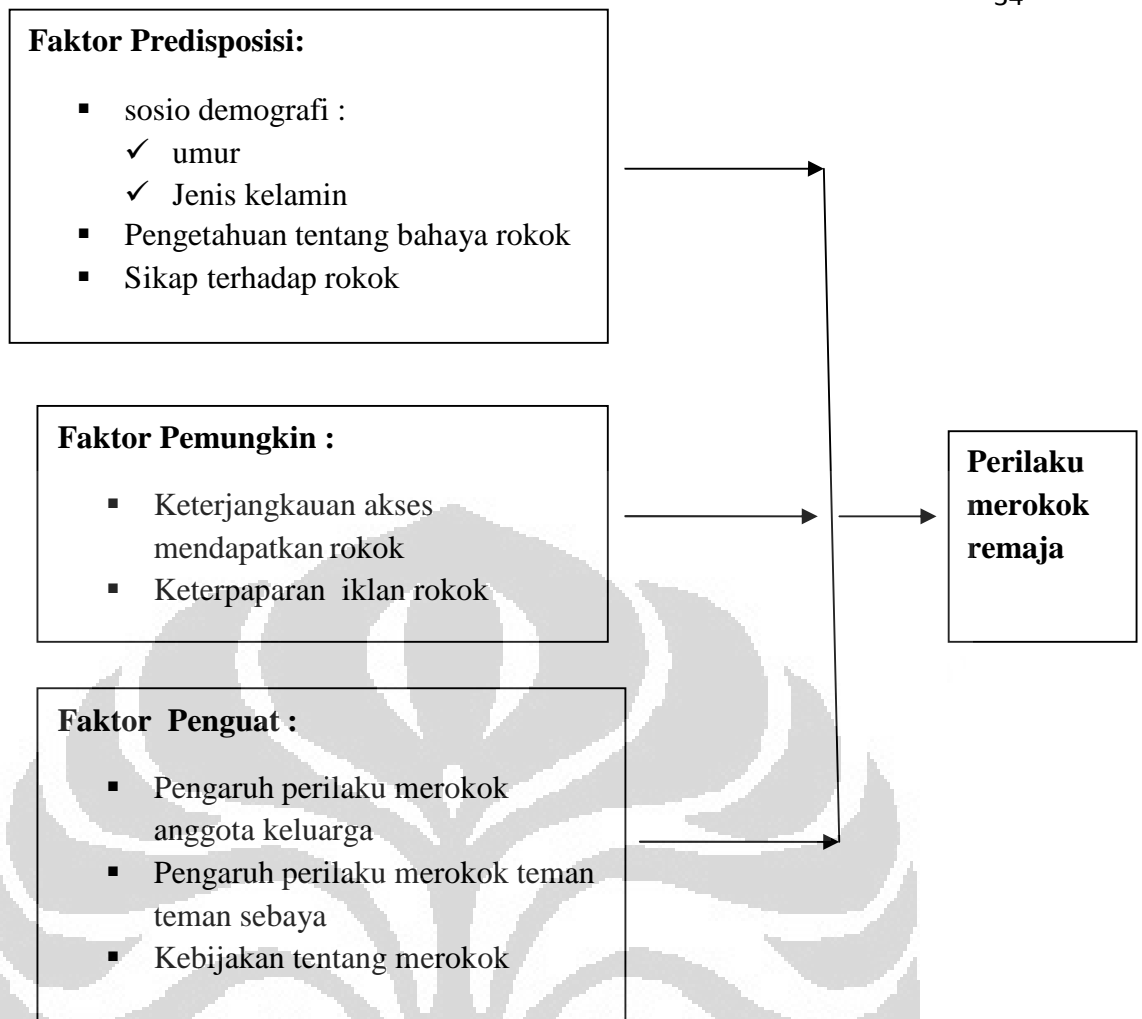 Faktor Predisposisi:
▪ sosio demografi :
✓ umur
✓ Jenis kelamin
▪ Pengetahuan tentang bahaya rokok
▪ Sikap terhadap rokok
Faktor Pemungkin :
▪ Keterjangkauan akses
mendapatkan rokok
▪ Keterpaparan iklan rokok
Faktor Penguat :
▪ Pengaruh perilaku merokok
anggota keluarga
▪ Pengaruh perilaku merokok teman
teman sebaya
▪ Kebijakan tentang merokok
Perilaku
merokok
remaja